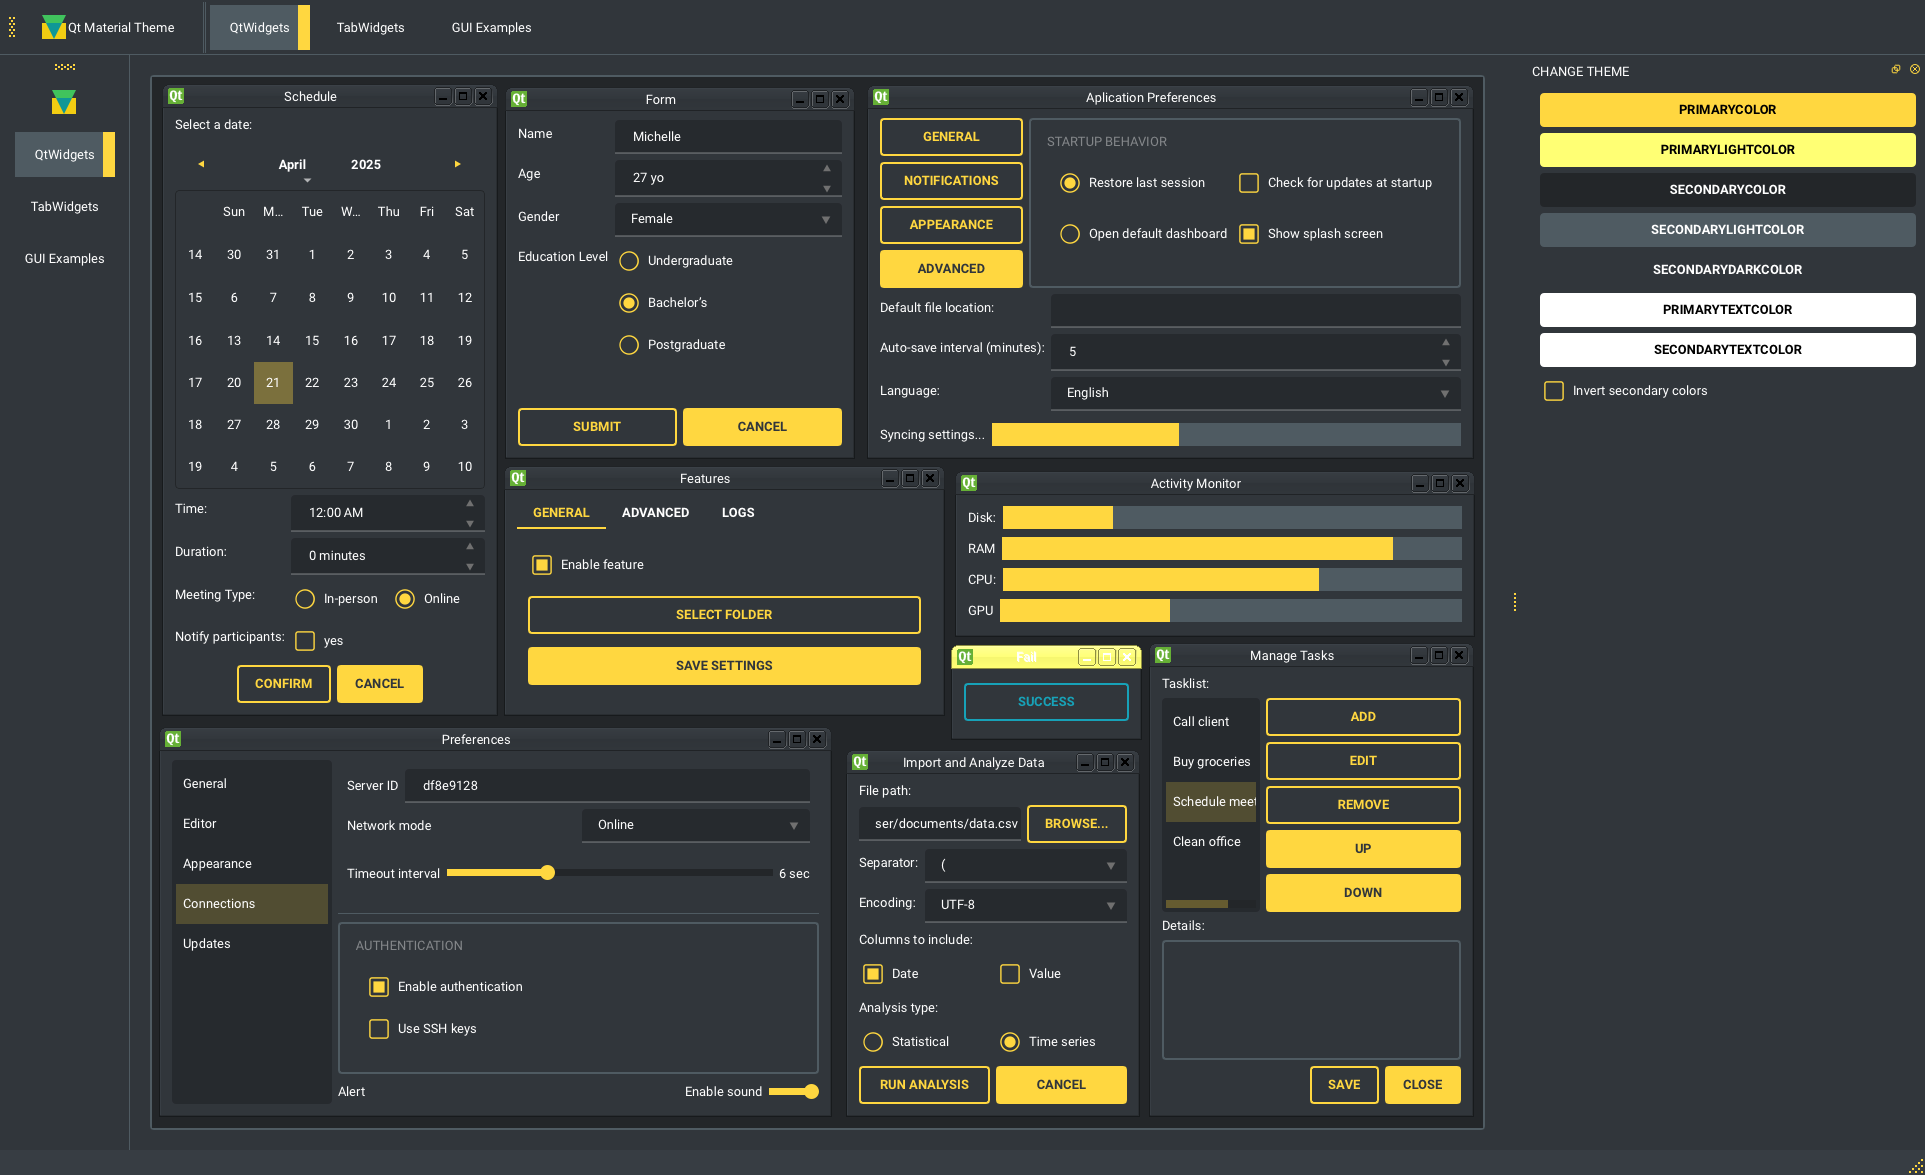 Qt Material Theme
QtWidgets
TabWidgets
GUI Examples
QtWidgets
TabWidgets
GUI Examples
Qt Schedule
Select a date:
April 2025
Sun M... Tue W... Thu Fri Sat
14 30 31 1 2 3 4 5
15 6 7 8 9 10 11 12
16 13 14 15 16 17 18 19
17 20 21 22 23 24 25 26
18 27 28 29 30 1 2 3
19 4 5 6 7 8 9 10
Time: 12:00 AM
Duration: 0 minutes
Meeting Type: In-person Online
Notify participants: yes
CONFIRM CANCEL
Qt Form
Name Michelle
Age 27 yo
Gender Female
Education Level Undergraduate
Bachelor's
Postgraduate
SUBMIT CANCEL
Qt Aplication Preferences
GENERAL
NOTIFICATIONS
APPEARANCE
ADVANCED
STARTUP BEHAVIOR
Restore last session Check for updates at startup
Open default dashboard Show splash screen
Default file location:
Auto-save interval (minutes): 5
Language: English
Syncing settings...
Qt Features
GENERAL ADVANCED LOGS
Enable feature
SELECT FOLDER
SAVE SETTINGS
Qt Activity Monitor
Disk:
RAM
CPU:
GPU
Qt Fail
SUCCESS
Qt Manage Tasks
Tasklist:
Call client
Buy groceries
Schedule meet
Clean office
ADD
EDIT
REMOVE
UP
DOWN
Details:
SAVE CLOSE
Qt Preferences
General
Editor
Appearance
Connections
Updates
Server ID df8e9128
Network mode Online
Timeout interval 6 sec
AUTHENTICATION
Enable authentication
Use SSH keys
Alert Enable sound
Qt Import and Analyze Data
File path:
ser/documents/data.csv BROWSE...
Separator: (
Encoding: UTF-8
Columns to include:
Date Value
Analysis type:
Statistical Time series
RUN ANALYSIS CANCEL
CHANGE THEME
PRIMARYCOLOR
PRIMARYLIGHTCOLOR
SECONDARYCOLOR
SECONDARYLIGHTCOLOR
SECONDARYDARKCOLOR
PRIMARYTEXTCOLOR
SECONDARYTEXTCOLOR
Invert secondary colors